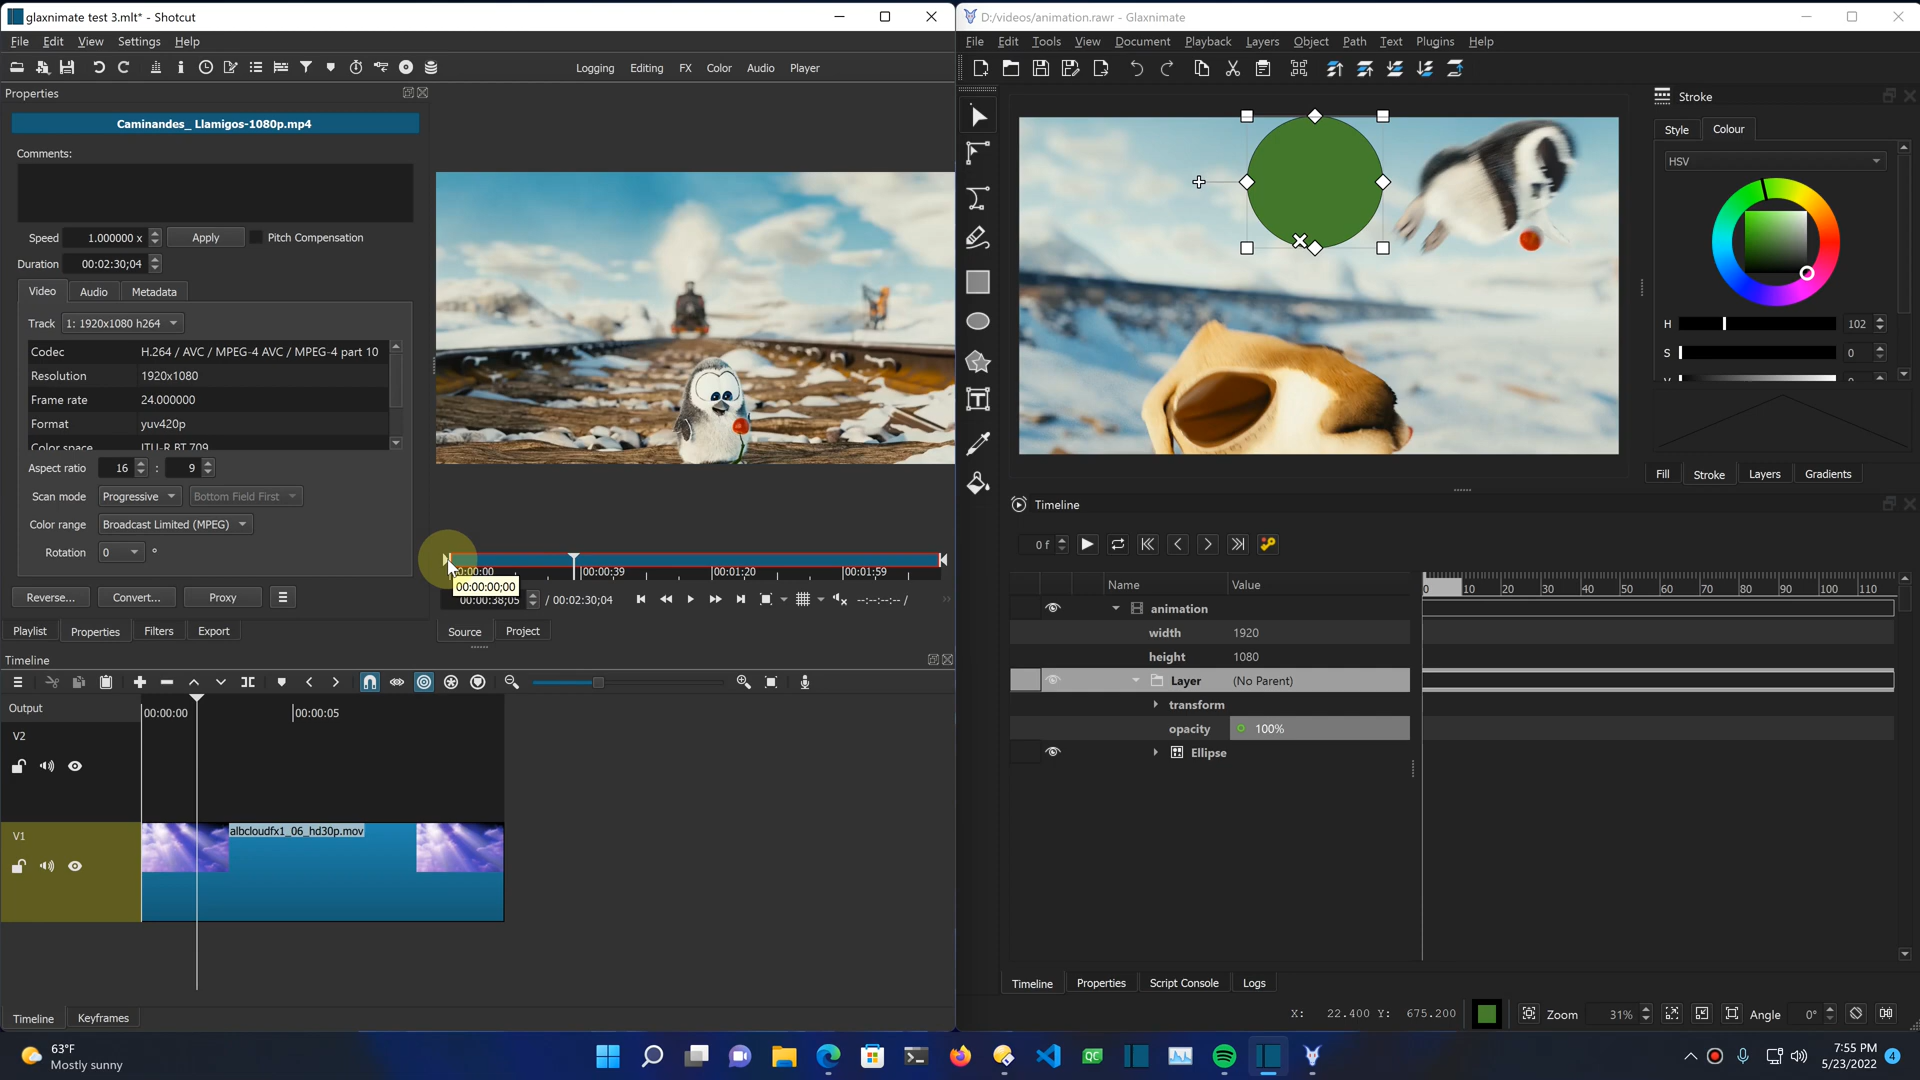 glaxnimate test 3.mlt* - Shotcut
File Edit View Settings Help
Logging Editing FX Color Audio Player
Properties
Caminandes_ Llamigos-1080p.mp4
Comments:
Speed 1.000000 x Apply Pitch Compensation
Duration 00:02:30;04
Video Audio Metadata
Track 1: 1920x1080 h264
Codec H.264 / AVC / MPEG-4 AVC / MPEG-4 part 10
Resolution 1920x1080
Frame rate 24.000000
Format yuv420p
Color space ITU-R BT.709
Aspect ratio 16 : 9
Scan mode Progressive Bottom Field First
Color range Broadcast Limited (MPEG)
Rotation 0 °
Reverse... Convert... Proxy
Playlist Properties Filters Export
00:00:39 00:01:20 00:01:59
00:00:00;00
00:00:38;05 / 00:02:30;04 --:--:--:-- /
Source Project
Timeline
Output 00:00:00 00:00:05
V2
V1 albcloudfx1_06_hd30p.mov
Timeline Keyframes
D:/videos/animation.rawr - Glaxnimate
File Edit Tools View Document Playback Layers Object Path Text Plugins Help
Stroke
Style Colour
HSV
H 102
S 0
Fill Stroke Layers Gradients
Timeline
0 f
Name Value 0 10 20 30 40 50 60 70 80 90 100 110
animation
width 1920
height 1080
Layer (No Parent)
transform
opacity 100%
Ellipse
Timeline Properties Script Console Logs
X: 22.400 Y: 675.200 Zoom 31% Angle 0°
63°F
Mostly sunny
QC
7:55 PM
5/23/2022
4